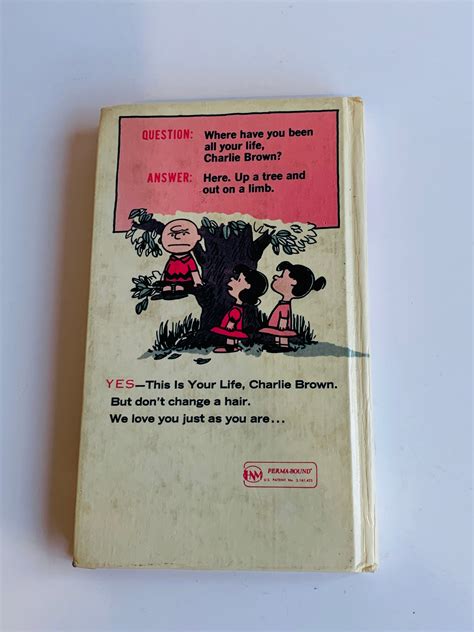 QUESTION: Where have you been
all your life,
Charlie Brown?
ANSWER: Here. Up a tree and
out on a limb.
YES—This Is Your Life, Charlie Brown.
But don't change a hair.
We love you just as you are...
PERMA-BOUND
U.S. PATENT No.